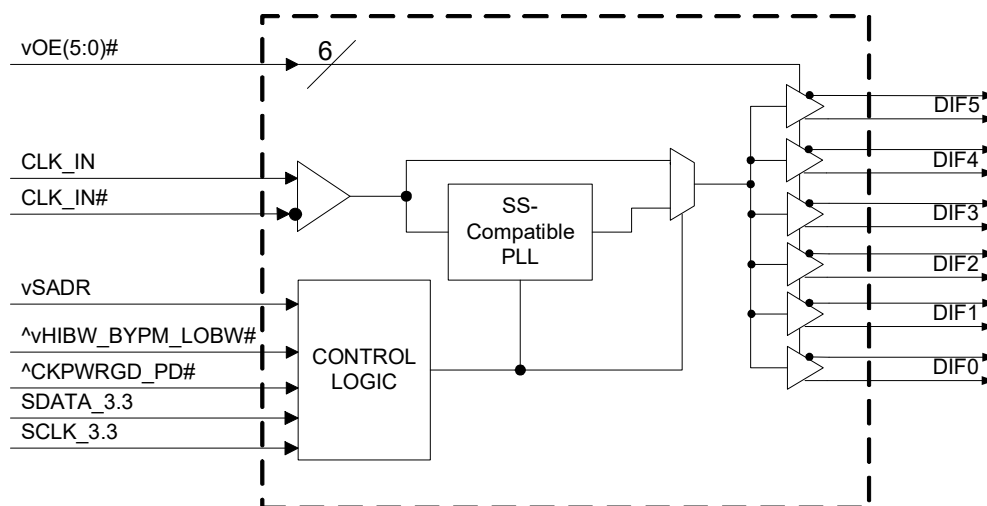 vOE(5:0)#
6
DIF5
CLK_IN
DIF4
CLK_IN#
SS-
Compatible
PLL
DIF3
DIF2
vSADR
DIF1
^vHIBW_BYPM_LOBW#
CONTROL
LOGIC
^CKPWRGD_PD#
DIF0
SDATA_3.3
SCLK_3.3